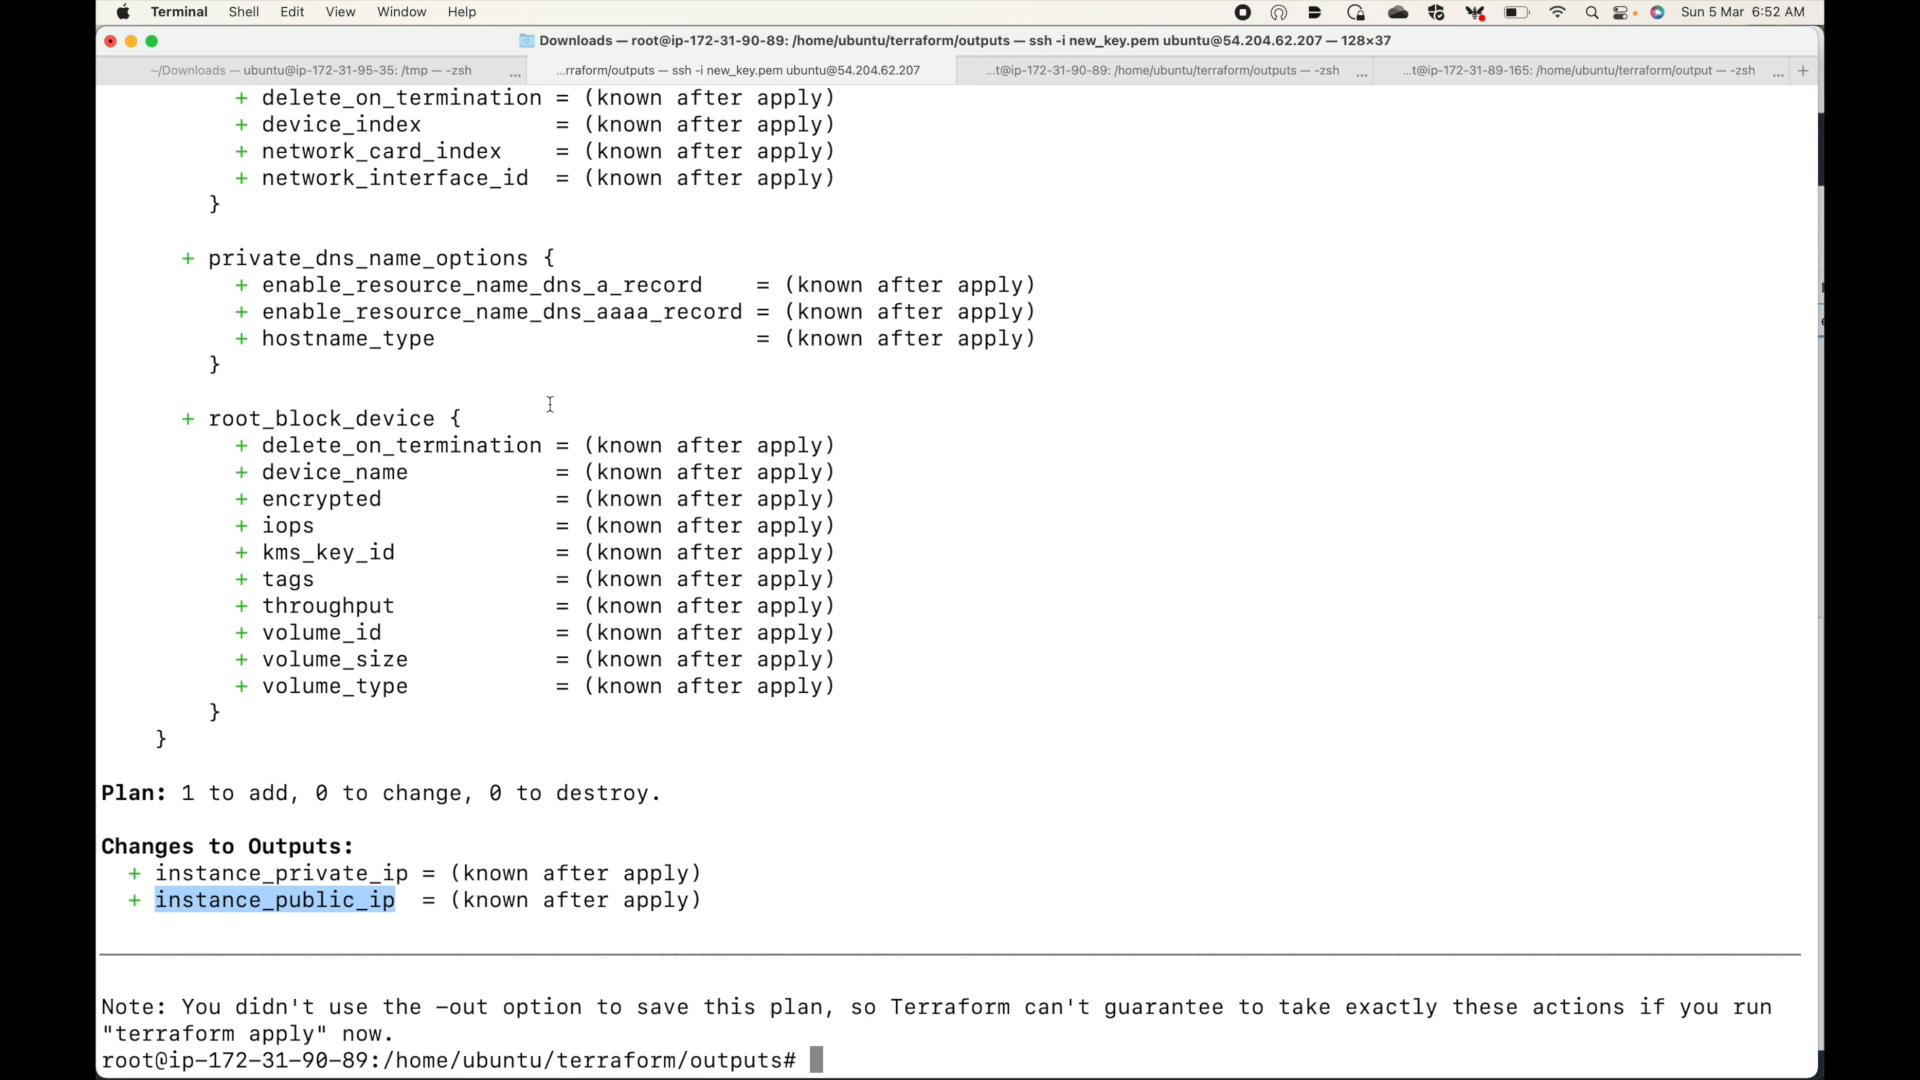 Terminal Shell Edit View Window Help Sun 5 Mar 6:52 AM
Downloads — root@ip-172-31-90-89: /home/ubuntu/terraform/outputs — ssh -i new_key.pem ubuntu@54.204.62.207 — 128×37
~/Downloads — ubuntu@ip-172-31-95-35: /tmp — -zsh ... ...rraform/outputs — ssh -i new_key.pem ubuntu@54.204.62.207 ...t@ip-172-31-90-89: /home/ubuntu/terraform/outputs — -zsh ... ...t@ip-172-31-89-165: /home/ubuntu/terraform/output — -zsh ... +
+ delete_on_termination = (known after apply)
+ device_index = (known after apply)
+ network_card_index = (known after apply)
+ network_interface_id = (known after apply)
}
+ private_dns_name_options {
+ enable_resource_name_dns_a_record = (known after apply)
+ enable_resource_name_dns_aaaa_record = (known after apply)
+ hostname_type = (known after apply)
}
+ root_block_device {
+ delete_on_termination = (known after apply)
+ device_name = (known after apply)
+ encrypted = (known after apply)
+ iops = (known after apply)
+ kms_key_id = (known after apply)
+ tags = (known after apply)
+ throughput = (known after apply)
+ volume_id = (known after apply)
+ volume_size = (known after apply)
+ volume_type = (known after apply)
}
}
Plan: 1 to add, 0 to change, 0 to destroy.
Changes to Outputs:
+ instance_private_ip = (known after apply)
+ instance_public_ip = (known after apply)
Note: You didn't use the -out option to save this plan, so Terraform can't guarantee to take exactly these actions if you run
"terraform apply" now.
root@ip-172-31-90-89:/home/ubuntu/terraform/outputs#